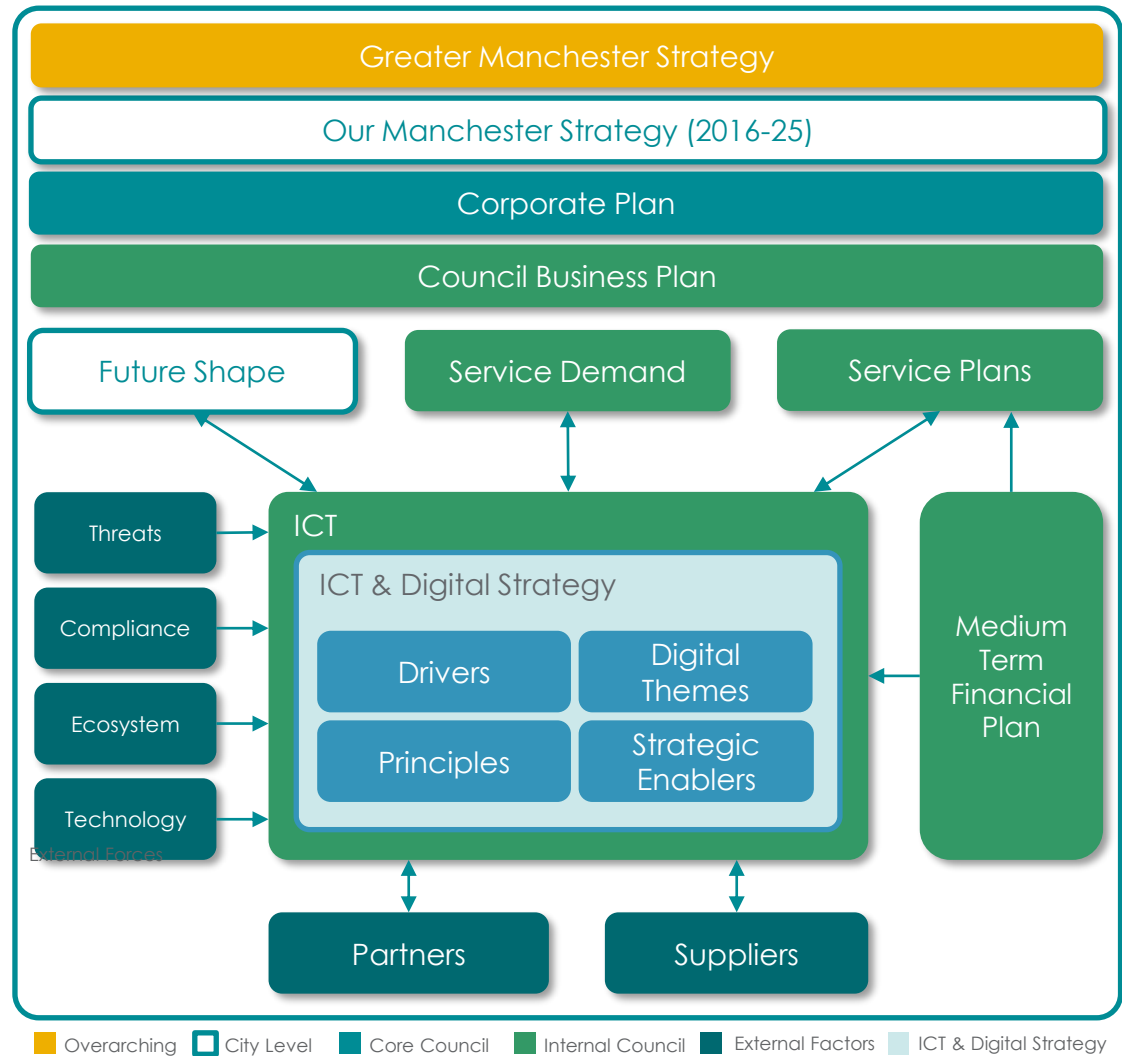 Greater Manchester Strategy
Our Manchester Strategy (2016-25)
Corporate Plan
Council Business Plan
Future Shape
Service Demand
Service Plans
Threats
Compliance
Ecosystem
Technology
External Forces
ICT
ICT & Digital Strategy
Drivers
Digital
Themes
Principles
Strategic
Enablers
Medium
Term
Financial
Plan
Partners
Suppliers
Overarching
City Level
Core Council
Internal Council
External Factors
ICT & Digital Strategy